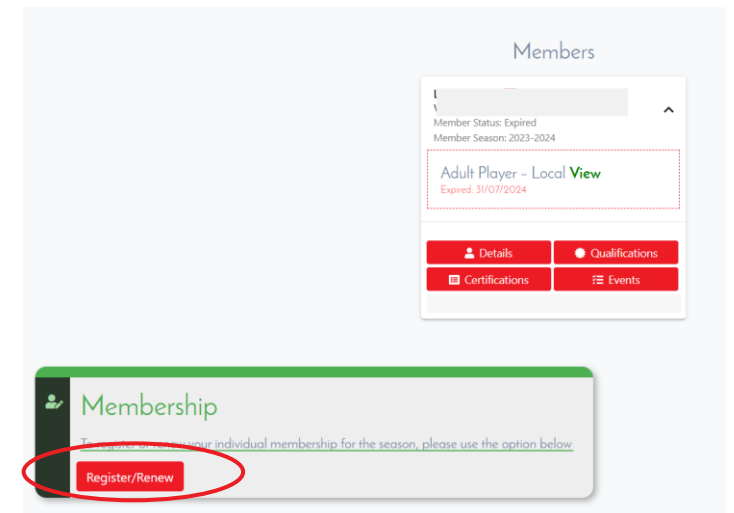 Members
Member Status: Expired
Member Season: 2023-2024
Adult Player - Local View
Expired: 31/07/2024
Details
Qualifications
Certifications
Events
Membership
To register or renew your individual membership for the season, please use the option below
Register/Renew